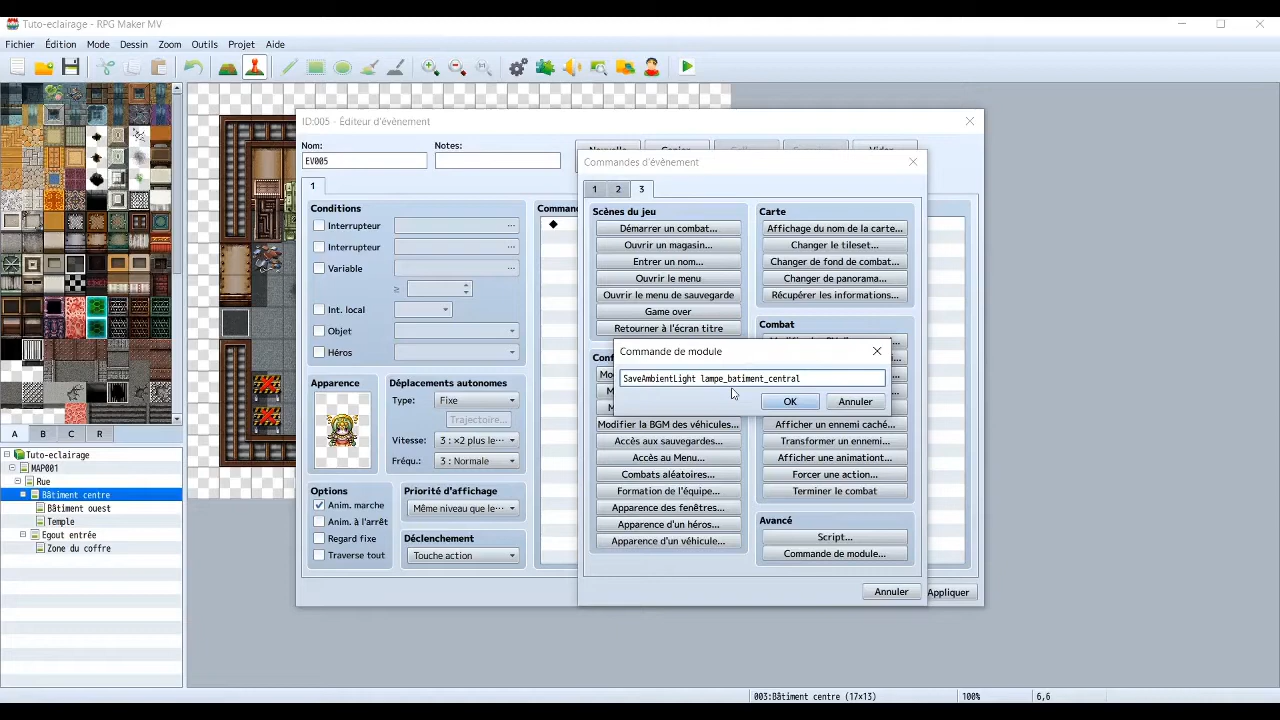 Tuto-eclairage - RPG Maker MV
Fichier Édition Mode Dessin Zoom Outils Projet Aide
ID:005 - Éditeur d'événement
Nom: Notes:
EV005
Commandes d'événement
1
1 2 3
Conditions
Interrupteur
Interrupteur
Variable
≥
Int. local
Objet
Héros
Scènes du jeu
Démarrer un combat...
Ouvrir un magasin...
Entrer un nom...
Ouvrir le menu
Ouvrir le menu de sauvegarde
Game over
Retourner à l'écran titre
Carte
Affichage du nom de la carte...
Changer le tileset...
Changer de fond de combat...
Changer de panorama...
Récupérer les informations...
Combat
Commande de module
SaveAmbientLight lampe_batiment_central
OK Annuler
Modifier la BGM des véhicules...
Accès aux sauvegardes...
Accès au Menu...
Combats aléatoires...
Formation de l'équipe...
Apparence des fenêtres...
Apparence d'un héros...
Apparence d'un véhicule...
Afficher un ennemi caché...
Transformer un ennemi...
Afficher une animationt...
Forcer une action...
Terminer le combat
Avancé
Script...
Commande de module...
Annuler
Appliquer
Apparence
Déplacements autonomes
Type: Fixe
Trajectoire...
Vitesse: 3 : ×2 plus le···
Fréqu.: 3 : Normale
Options
Anim. marche
Anim. à l'arrêt
Regard fixe
Traverse tout
Priorité d'affichage
Même niveau que le···
Déclenchement
Touche action
A B C R
Tuto-eclairage
MAP001
Rue
Bâtiment centre
Bâtiment ouest
Temple
Egout entrée
Zone du coffre
003:Bâtiment centre (17×13) 100% 6,6